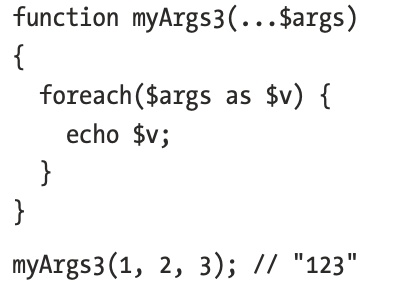 function myArgs3(...$args)
{
  foreach($args as $v) {
    echo $v;
  }
}
myArgs3(1, 2, 3); // "123"